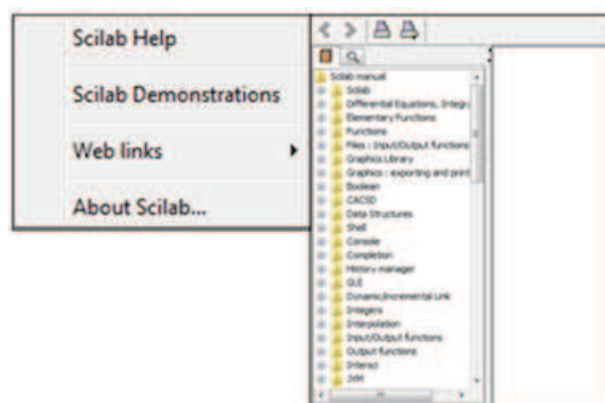 Scilab Help
Scilab Demonstrations
Web links
About Scilab...
Scilab manual
Scilab
Differential Equations, Integr
Elementary Functions
Functions
Files : Input/Output functions
Graphics Library
Graphics : exporting and print
Boolean
CACSD
Data Structures
Shell
Console
Completion
History manager
GUI
Dynamic/incremental Link
Integers
Interpolation
Input/Output functions
Output functions
Intersci
JVM